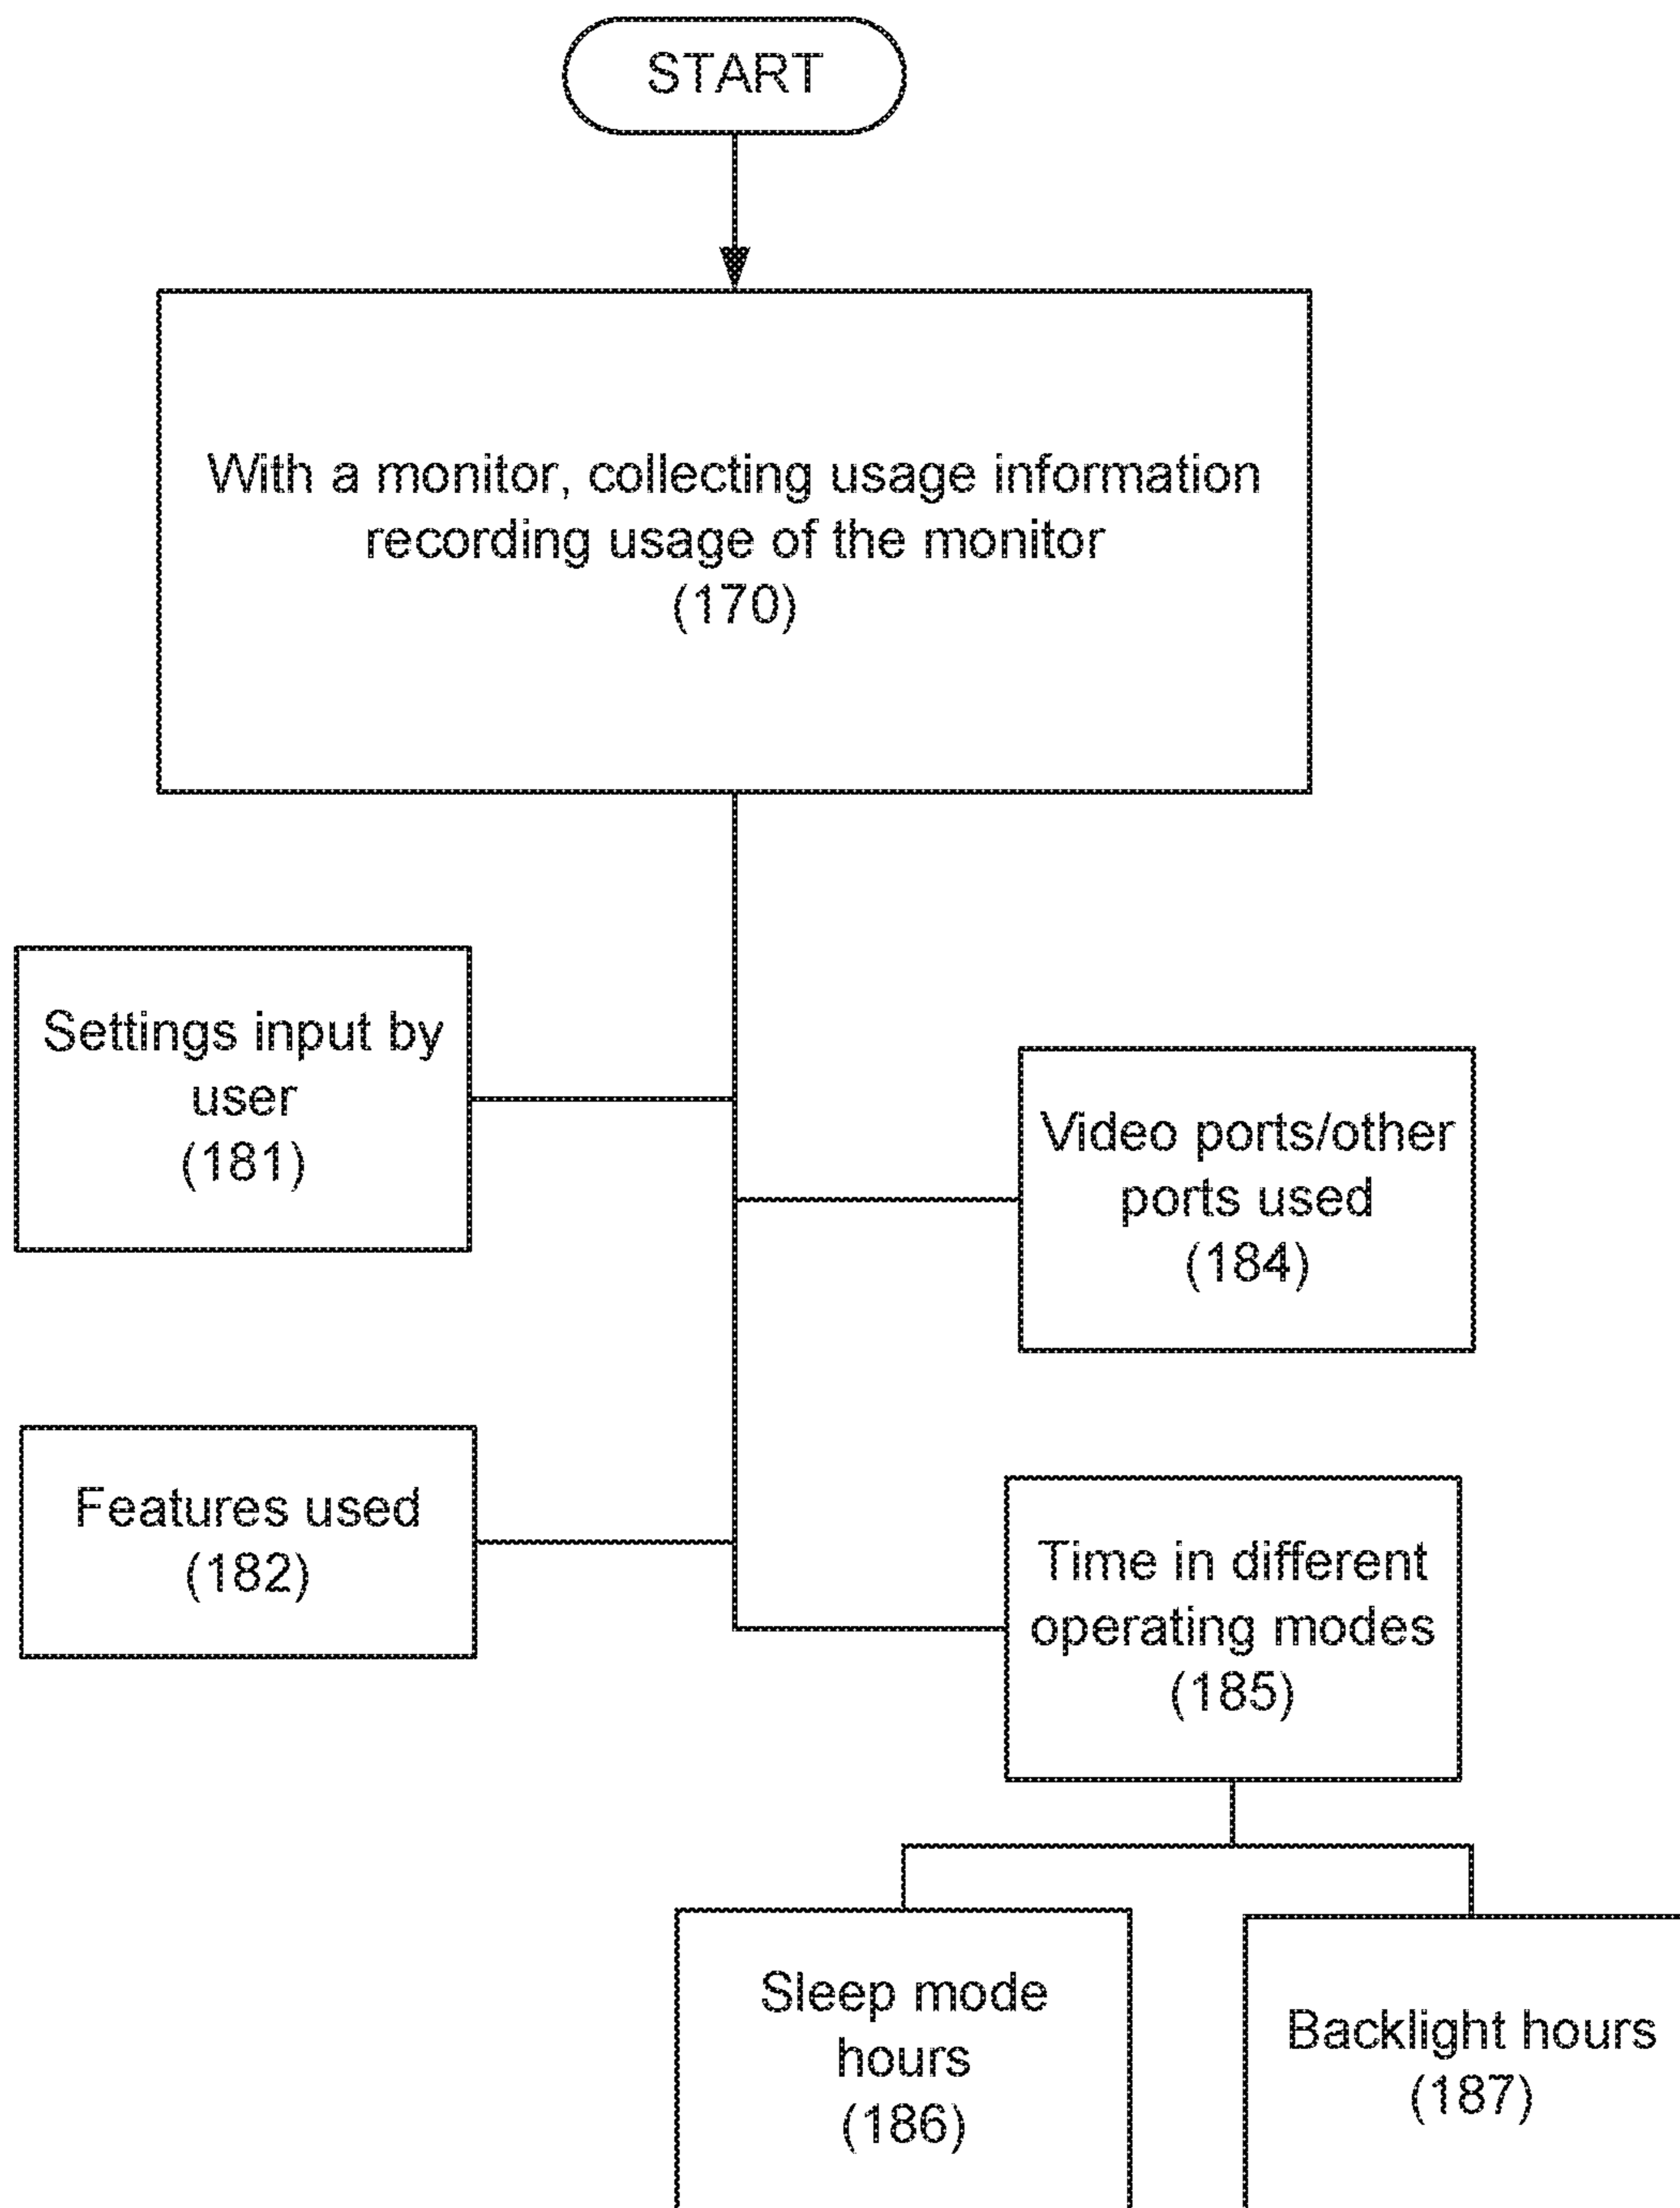 START
With a monitor, collecting usage information
recording usage of the monitor
(170)
Settings input by
user
(181)
Video ports/other
ports used
(184)
Features used
(182)
Time in different
operating modes
(185)
Sleep mode
hours
(186)
Backlight hours
(187)